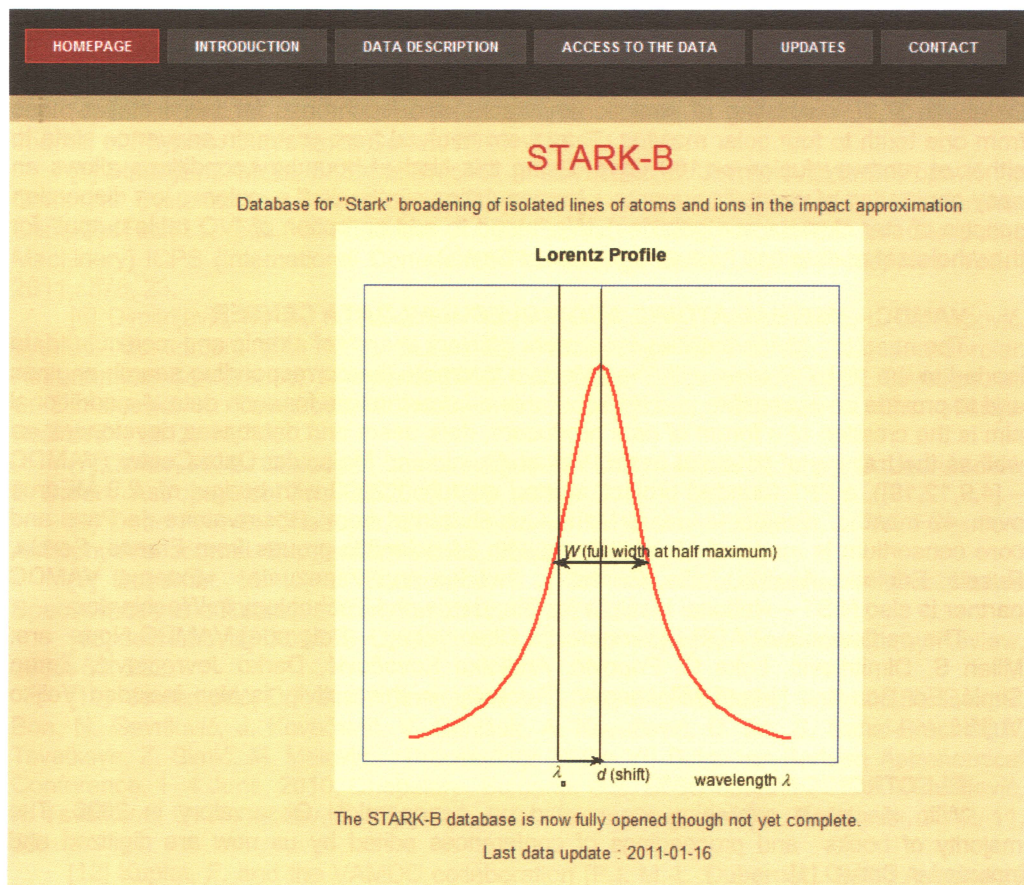 HOMEPAGE INTRODUCTION DATA DESCRIPTION ACCESS TO THE DATA UPDATES CONTACT
STARK-B
Database for "Stark" broadening of isolated lines of atoms and ions in the impact approximation
Lorentz Profile
W (full width at half maximum)
λ₀ d (shift) wavelength λ
The STARK-B database is now fully opened though not yet complete.
Last data update : 2011-01-16